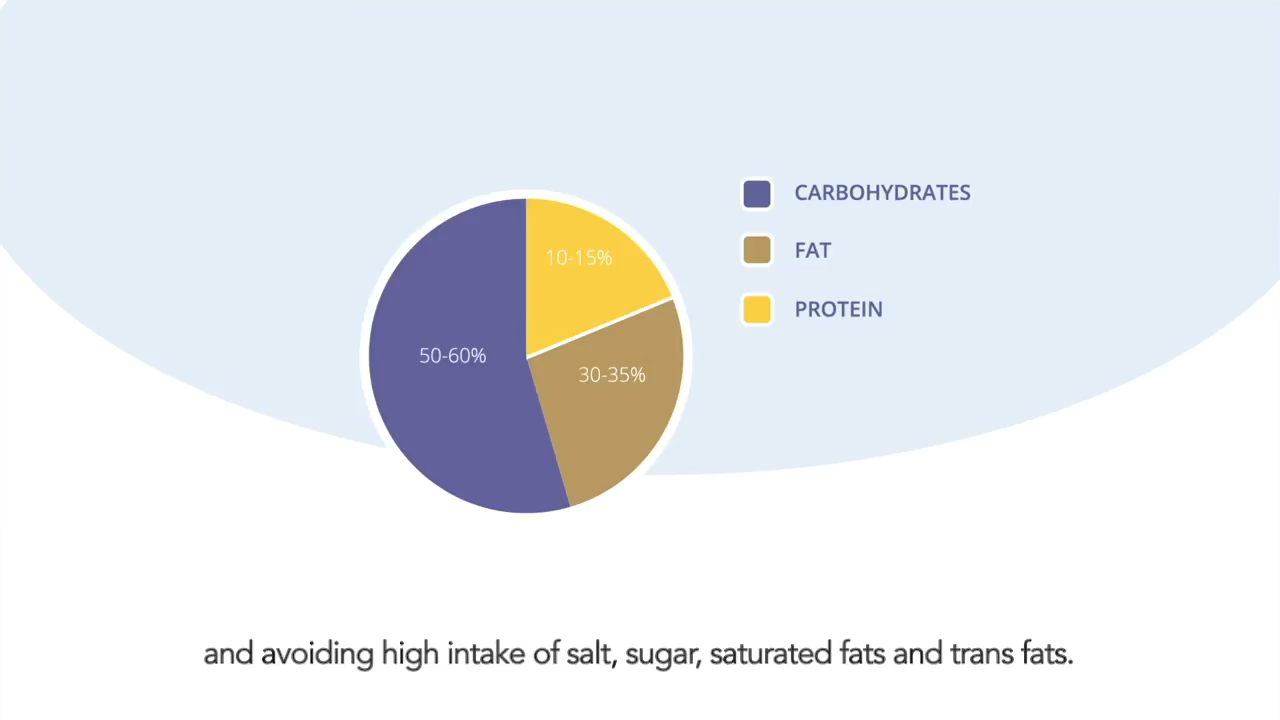 CARBOHYDRATES
FAT
PROTEIN
10-15%
50-60%
30-35%
and avoiding high intake of salt, sugar, saturated fats and trans fats.